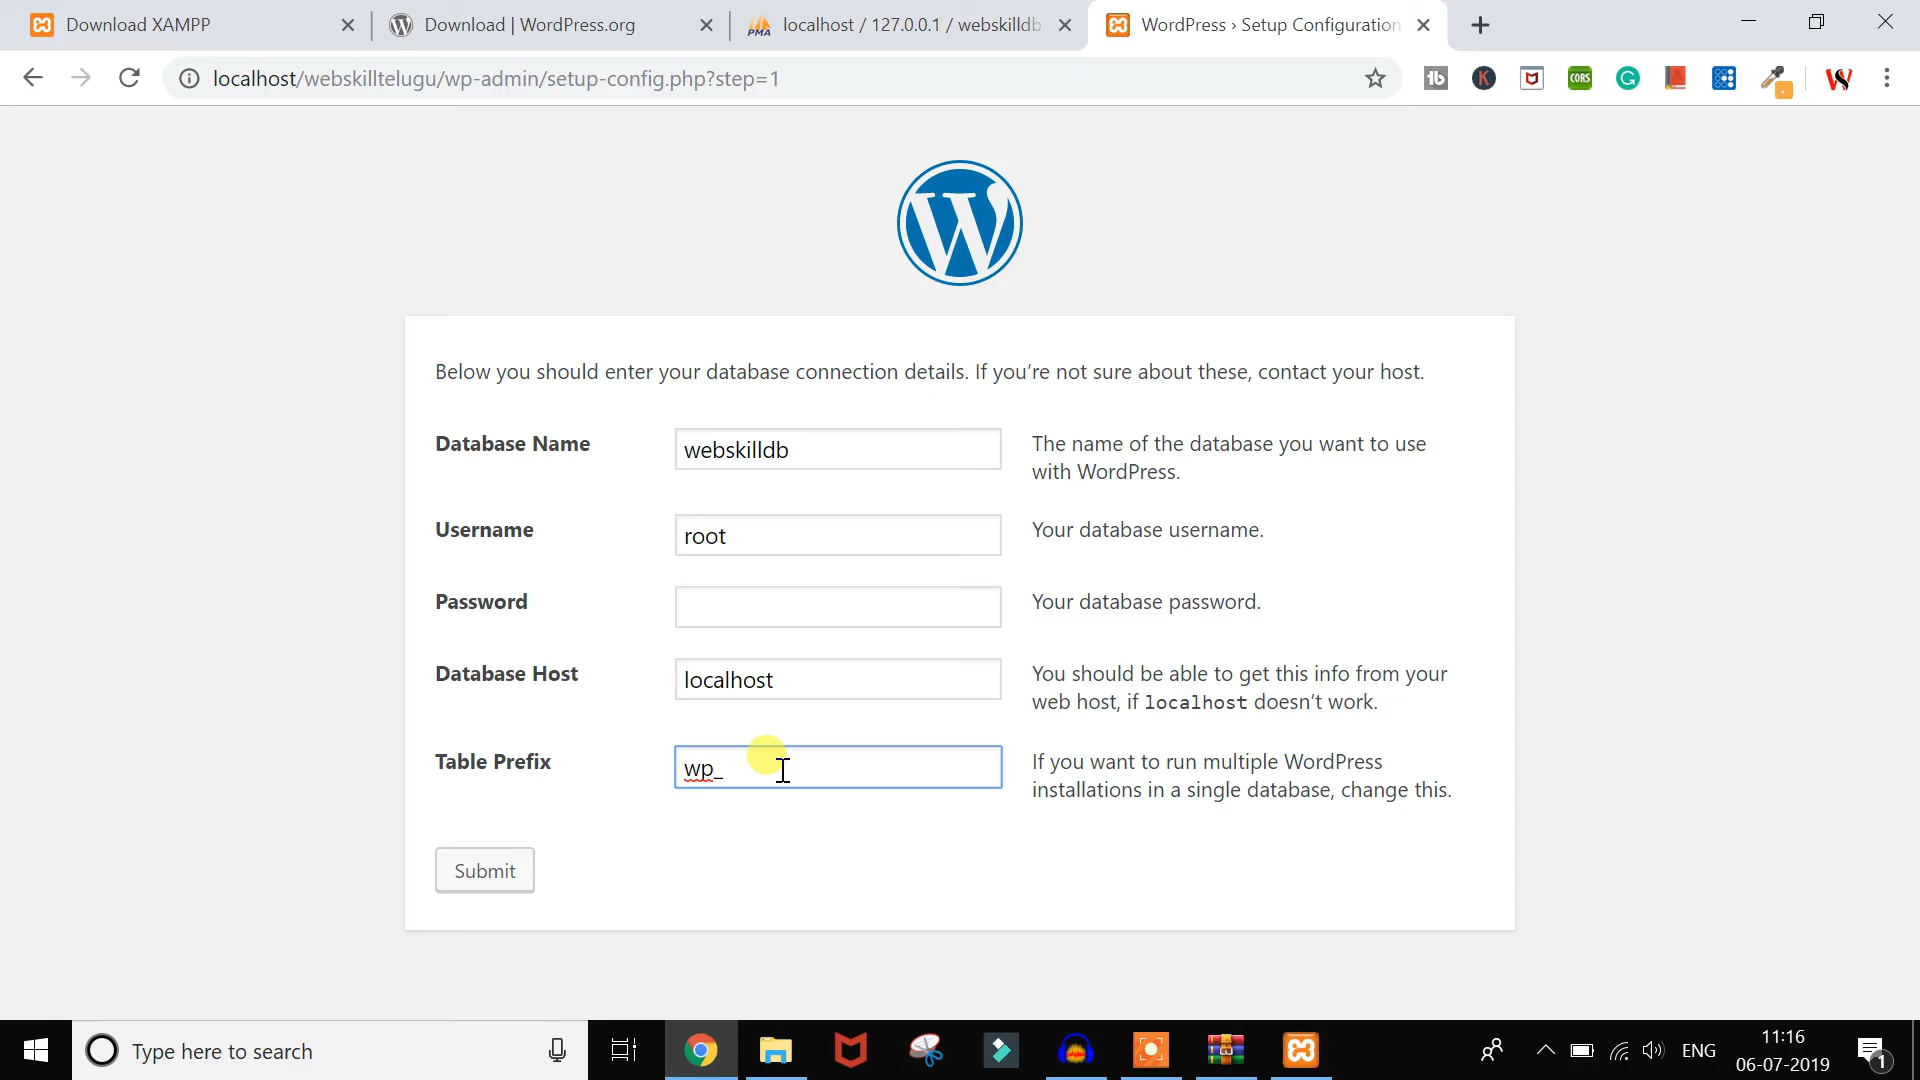 Download XAMPP
Download | WordPress.org
PMA
localhost / 127.0.0.1 / webskilldb
WordPress › Setup Configuration
localhost/webskilltelugu/wp-admin/setup-config.php?step=1
Below you should enter your database connection details. If you’re not sure about these, contact your host.
Database Name
webskilldb
The name of the database you want to use
with WordPress.
Username
root
Your database username.
Password
Your database password.
Database Host
localhost
You should be able to get this info from your
web host, if localhost doesn’t work.
Table Prefix
wp_
If you want to run multiple WordPress
installations in a single database, change this.
Submit
Type here to search
ENG
11:16
06-07-2019
1